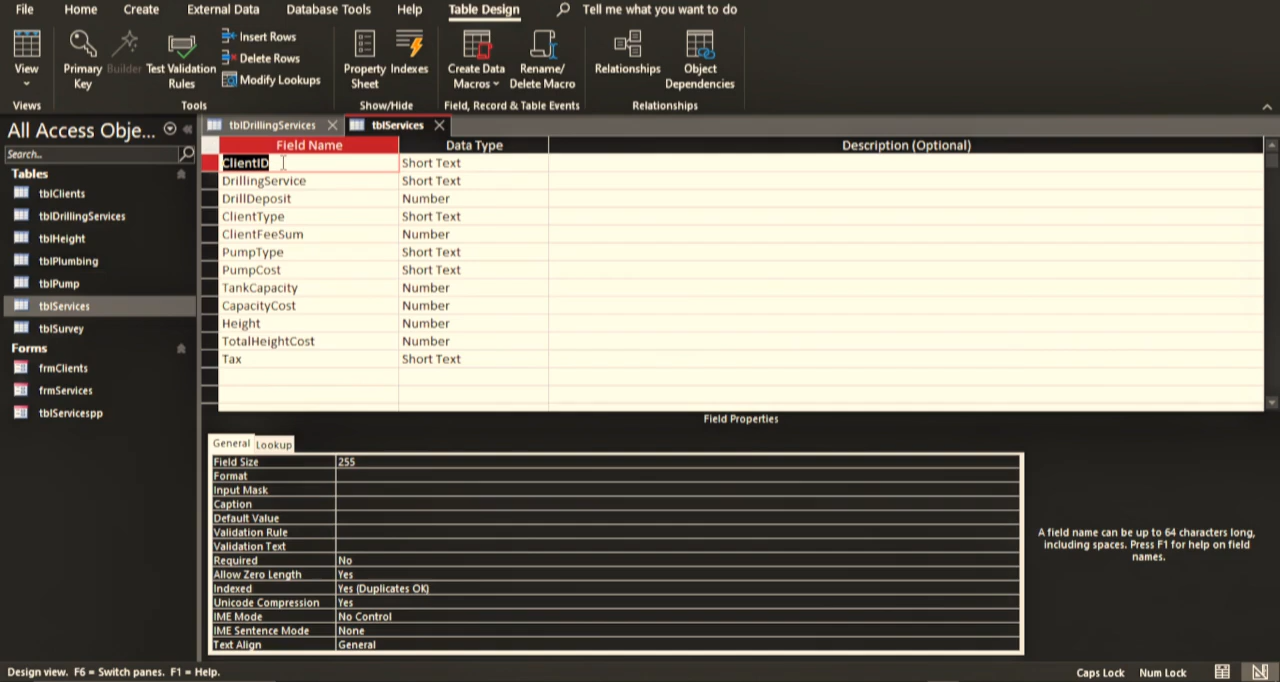 File Home Create External Data Database Tools Help Table Design Tell me what you want to do
View
Views
Primary Key
Builder
Test Validation Rules
Insert Rows
Delete Rows
Modify Lookups
Tools
Property Sheet
Indexes
Show/Hide
Create Data Macros
Rename/ Delete Macro
Field, Record & Table Events
Relationships
Object Dependencies
Relationships
All Access Obje...
Search...
Tables
tblClients
tblDrillingServices
tblHeight
tblPlumbing
tblPump
tblServices
tblSurvey
Forms
frmClients
frmServices
tblServicespp
tblDrillingServices
tblServices
Field Name Data Type Description (Optional)
ClientID Short Text
DrillingService Short Text
DrillDeposit Number
ClientType Short Text
ClientFeeSum Number
PumpType Short Text
PumpCost Short Text
TankCapacity Number
CapacityCost Number
Height Number
TotalHeightCost Number
Tax Short Text
Field Properties
General Lookup
Field Size 255
Format
Input Mask
Caption
Default Value
Validation Rule
Validation Text
Required No
Allow Zero Length Yes
Indexed Yes (Duplicates OK)
Unicode Compression Yes
IME Mode No Control
IME Sentence Mode None
Text Align General
A field name can be up to 64 characters long,
including spaces. Press F1 for help on field
names.
Design view. F6 = Switch panes. F1 = Help.
Caps Lock Num Lock